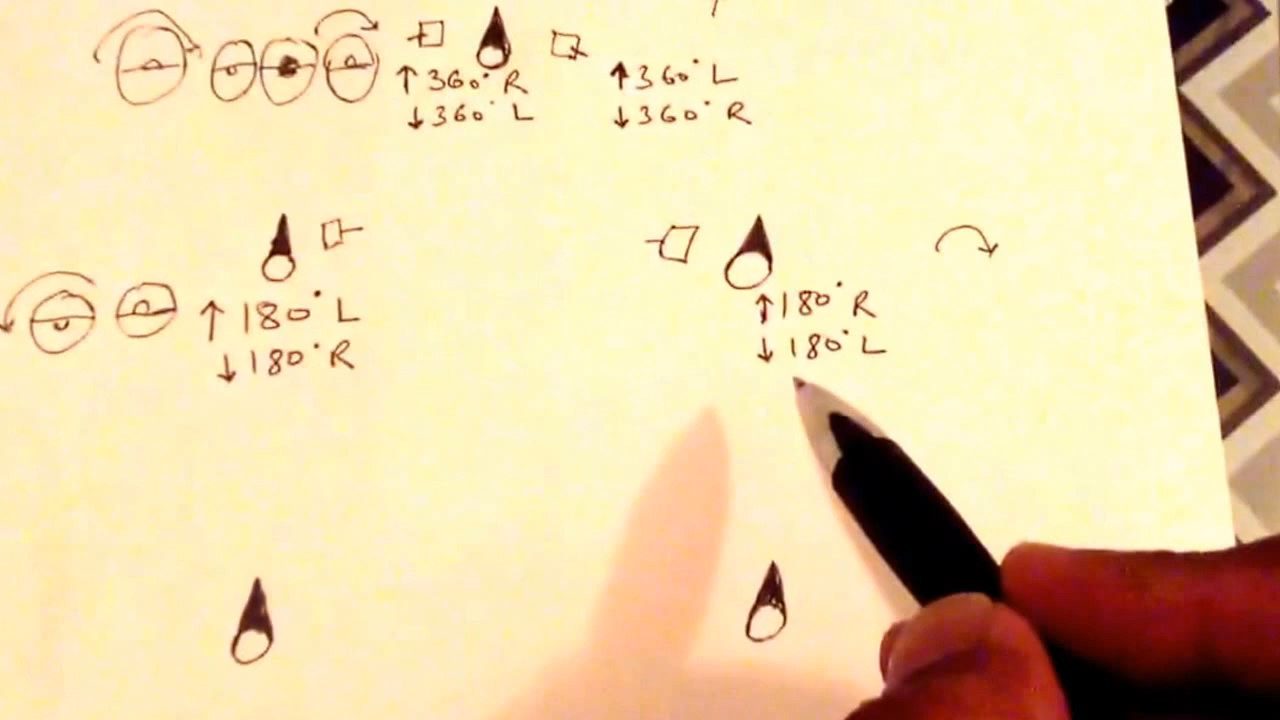 ↑360° R
↓360° L
↑360° L
↓360° R
↑180° L
↓180° R
↑180° R
↓180° L